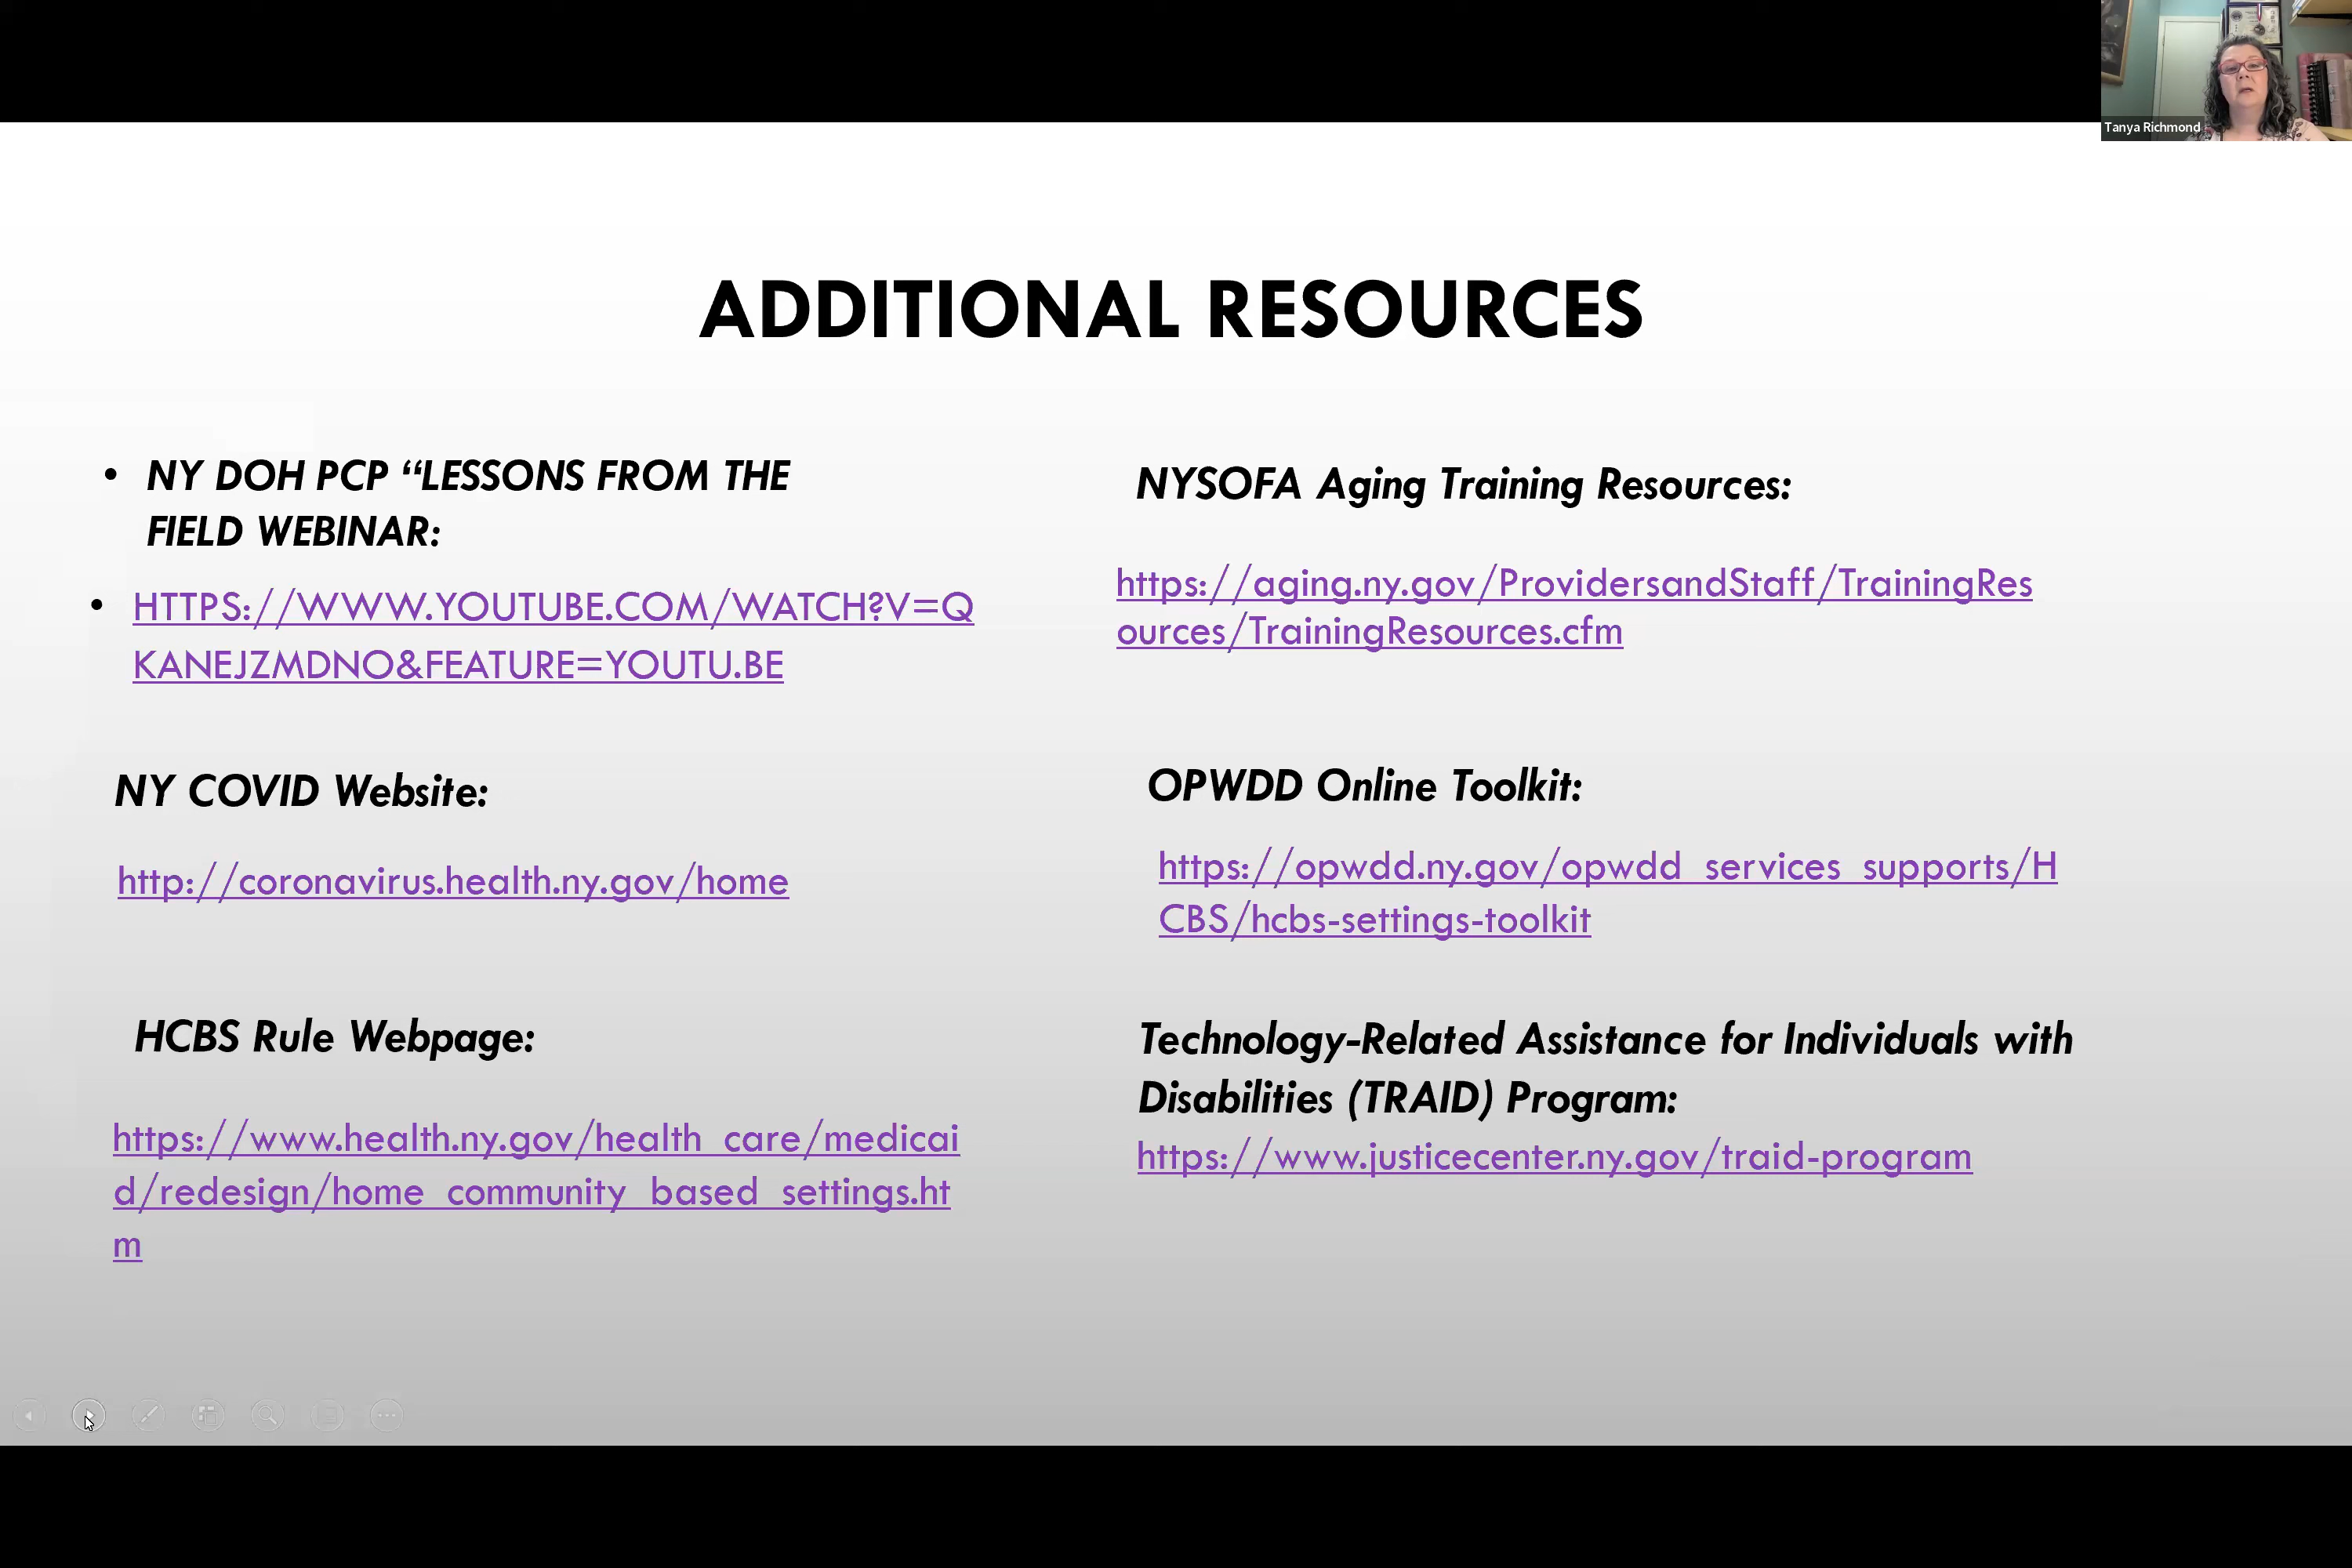 Tanya Richmond
ADDITIONAL RESOURCES
• NY DOH PCP “LESSONS FROM THE
FIELD WEBINAR:
• HTTPS://WWW.YOUTUBE.COM/WATCH?V=Q
KANEJZMDNO&FEATURE=YOUTU.BE
NY COVID Website:
http://coronavirus.health.ny.gov/home
HCBS Rule Webpage:
https://www.health.ny.gov/health_care/medicai
d/redesign/home_community_based_settings.ht
m
NYSOFA Aging Training Resources:
https://aging.ny.gov/ProvidersandStaff/TrainingRes
ources/TrainingResources.cfm
OPWDD Online Toolkit:
https://opwdd.ny.gov/opwdd_services_supports/H
CBS/hcbs-settings-toolkit
Technology-Related Assistance for Individuals with
Disabilities (TRAID) Program:
https://www.justicecenter.ny.gov/traid-program